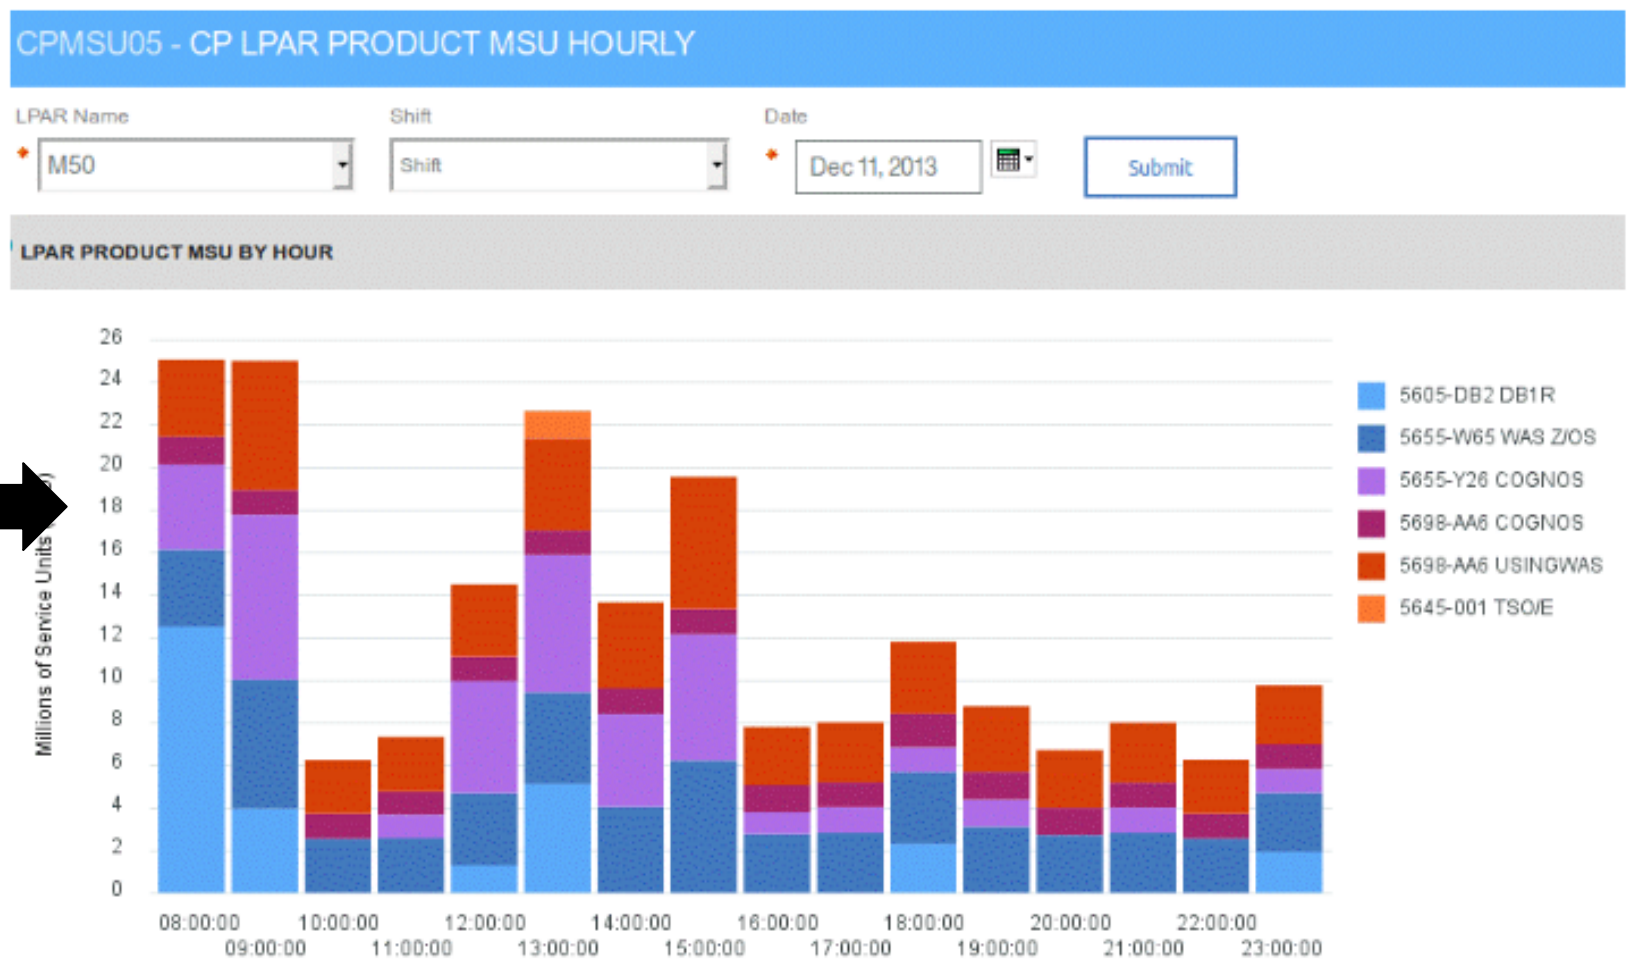 CPMSU05 - CP LPAR PRODUCT MSU HOURLY
LPAR Name
Shift
Date
* M50
Shift
* Dec 11, 2013
Submit
LPAR PRODUCT MSU BY HOUR
Millions of Service Units
26
24
22
20
18
16
14
12
10
8
6
4
2
0
5605-DB2 DB1R
5655-W65 WAS Z/OS
5655-Y26 COGNOS
5698-AA6 COGNOS
5698-AA6 USINGWAS
5645-001 TSO/E
08:00:00 10:00:00 12:00:00 14:00:00 16:00:00 18:00:00 20:00:00 22:00:00
09:00:00 11:00:00 13:00:00 15:00:00 17:00:00 19:00:00 21:00:00 23:00:00